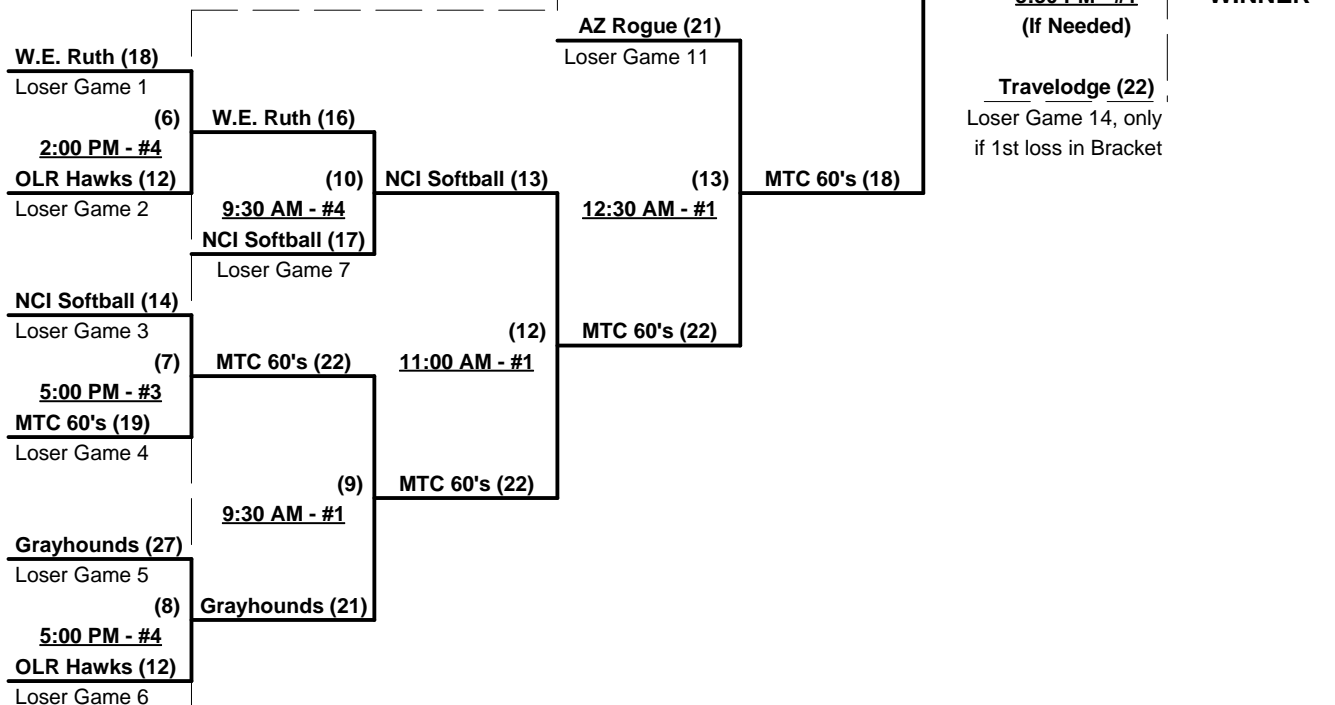 AZ Rogue (21)
Loser Game 11
(If Needed)
W.E. Ruth (18)
Loser Game 1
Travelodge (22)
(6)
W.E. Ruth (16)
Loser Game 14, only
2:00 PM - #4
if 1st loss in Bracket
OLR Hawks (12)
(10)
NCI Softball (13)
(13)
MTC 60's (18)
Loser Game 2
9:30 AM - #4
12:30 AM - #1
NCI Softball (17)
Loser Game 7
NCI Softball (14)
Loser Game 3
(12)
MTC 60's (22)
(7)
MTC 60's (22)
11:00 AM - #1
5:00 PM - #3
MTC 60's (19)
Loser Game 4
(9)
MTC 60's (22)
9:30 AM - #1
Grayhounds (27)
Loser Game 5
(8)
Grayhounds (21)
5:00 PM - #4
OLR Hawks (12)
Loser Game 6